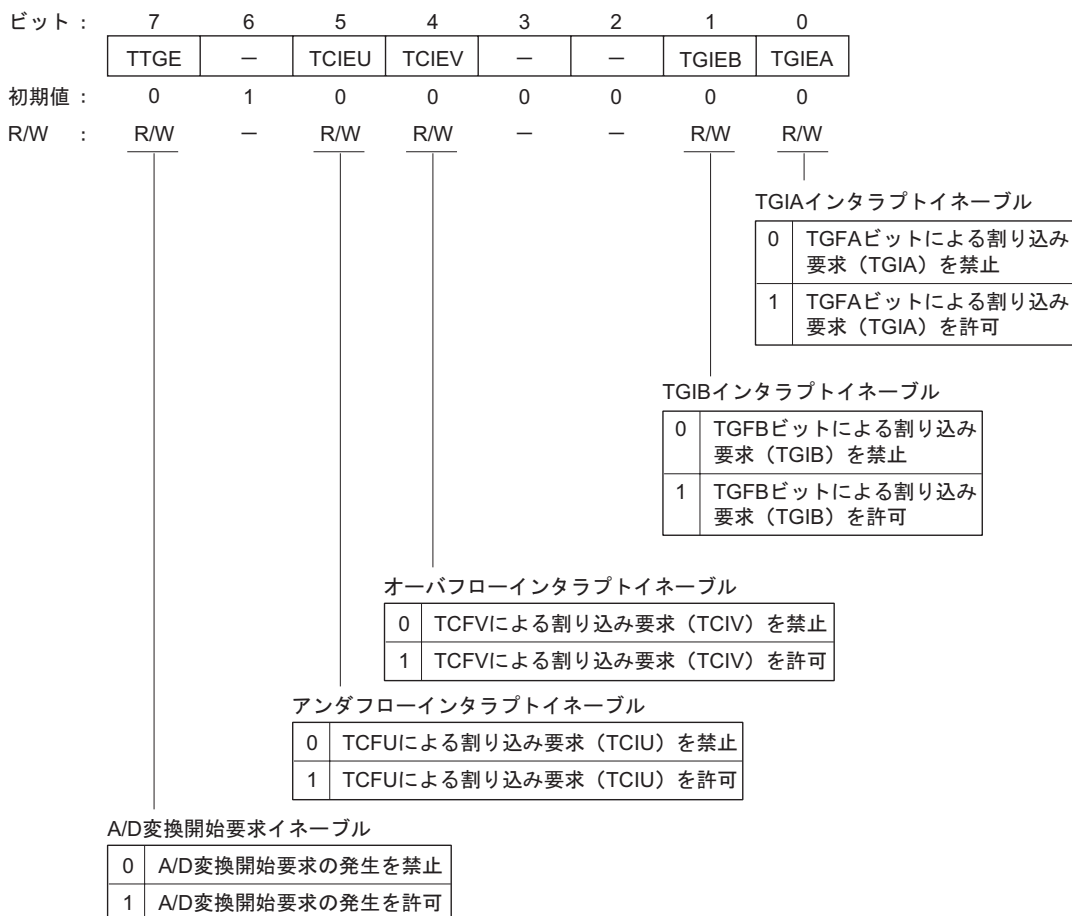 ビット : 7 6 5 4 3 2 1 0
TTGE — TCIEU TCIEV — — TGIEB TGIEA
初期値 : 0 1 0 0 0 0 0 0
R/W : R/W — R/W R/W — — R/W R/W
TGIAインタラプトイネーブル
0 TGFAビットによる割り込み
要求（TGIA）を禁止
1 TGFAビットによる割り込み
要求（TGIA）を許可
TGIBインタラプトイネーブル
0 TGFBビットによる割り込み
要求（TGIB）を禁止
1 TGFBビットによる割り込み
要求（TGIB）を許可
オーバフローインタラプトイネーブル
0 TCFVによる割り込み要求（TCIV）を禁止
1 TCFVによる割り込み要求（TCIV）を許可
アンダフローインタラプトイネーブル
0 TCFUによる割り込み要求（TCIU）を禁止
1 TCFUによる割り込み要求（TCIU）を許可
A/D変換開始要求イネーブル
0 A/D変換開始要求の発生を禁止
1 A/D変換開始要求の発生を許可